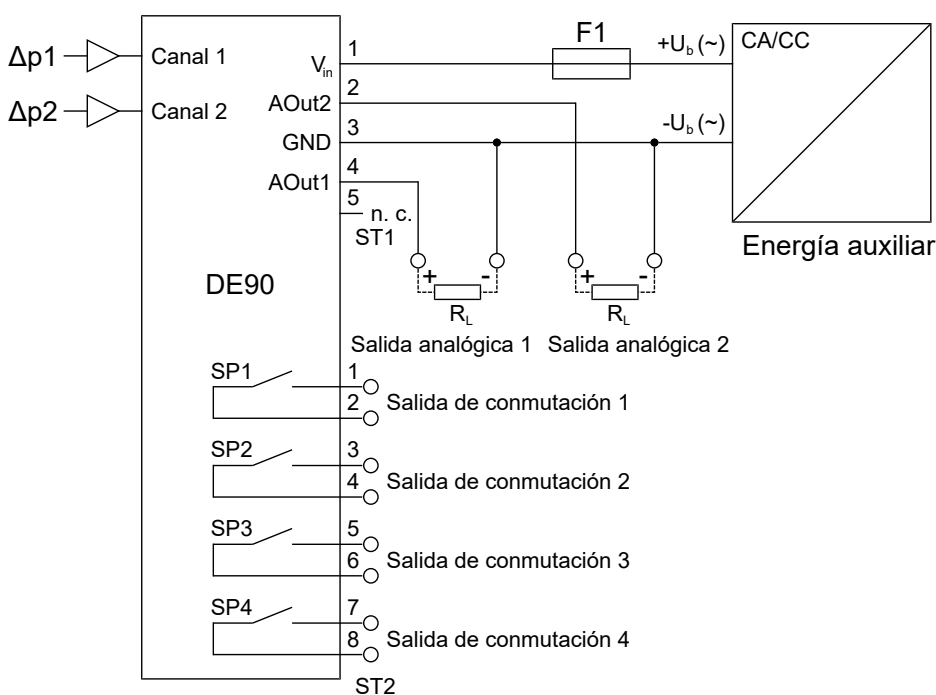 Δp1
Canal 1
Δp2
Canal 2
DE90
V_in
1
AOut2
2
GND
3
AOut1
4
5
n. c.
ST1
F1
+U_b (~)
-U_b (~)
CA/CC
Energía auxiliar
+ -
R_L
Salida analógica 1
+ -
R_L
Salida analógica 2
SP1
1
2
Salida de conmutación 1
SP2
3
4
Salida de conmutación 2
SP3
5
6
Salida de conmutación 3
SP4
7
8
Salida de conmutación 4
ST2